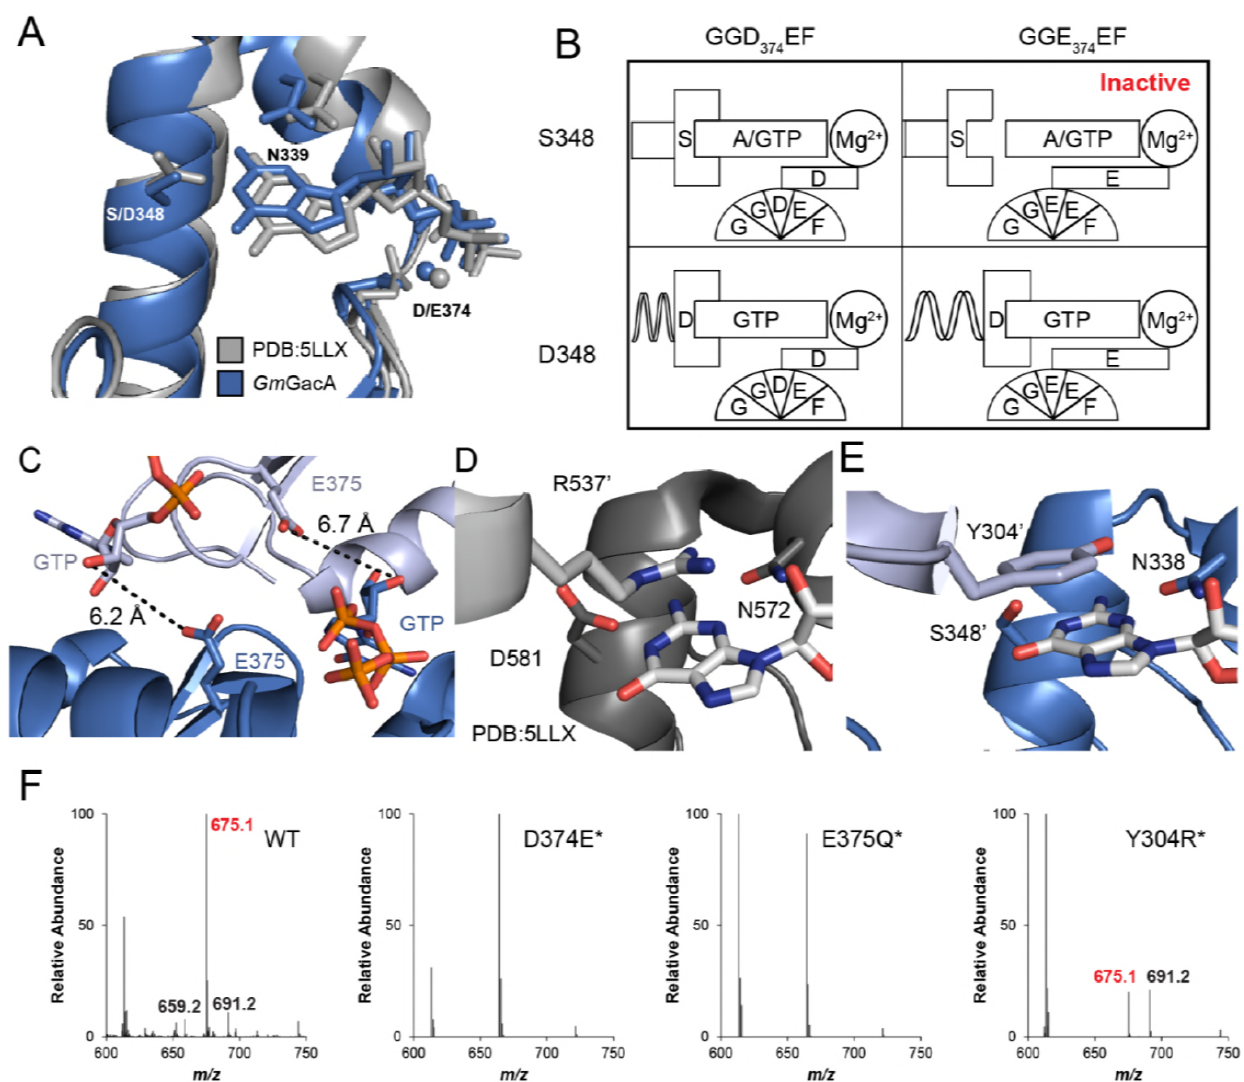 A
N339
S/D348
D/E374
PDB:5LLX
GmGacA
B
GGD374EF
GGE374EF
Inactive
S348
S
A/GTP
Mg2+
D
G G D E F
S
A/GTP
Mg2+
E
G G E E F
D348
D
GTP
Mg2+
D
G G D E F
D
GTP
Mg2+
E
G G E E F
C
E375
6.7 Å
GTP
6.2 Å
E375
GTP
D
R537’
N572
D581
PDB:5LLX
E
Y304’
N338
S348’
F
100
50
0
Relative Abundance
WT
675.1
659.2
691.2
600 650 700 750
m/z
100
50
0
Relative Abundance
D374E*
600 650 700 750
m/z
100
50
0
Relative Abundance
E375Q*
600 650 700 750
m/z
100
50
0
Relative Abundance
Y304R*
675.1
691.2
600 650 700 750
m/z